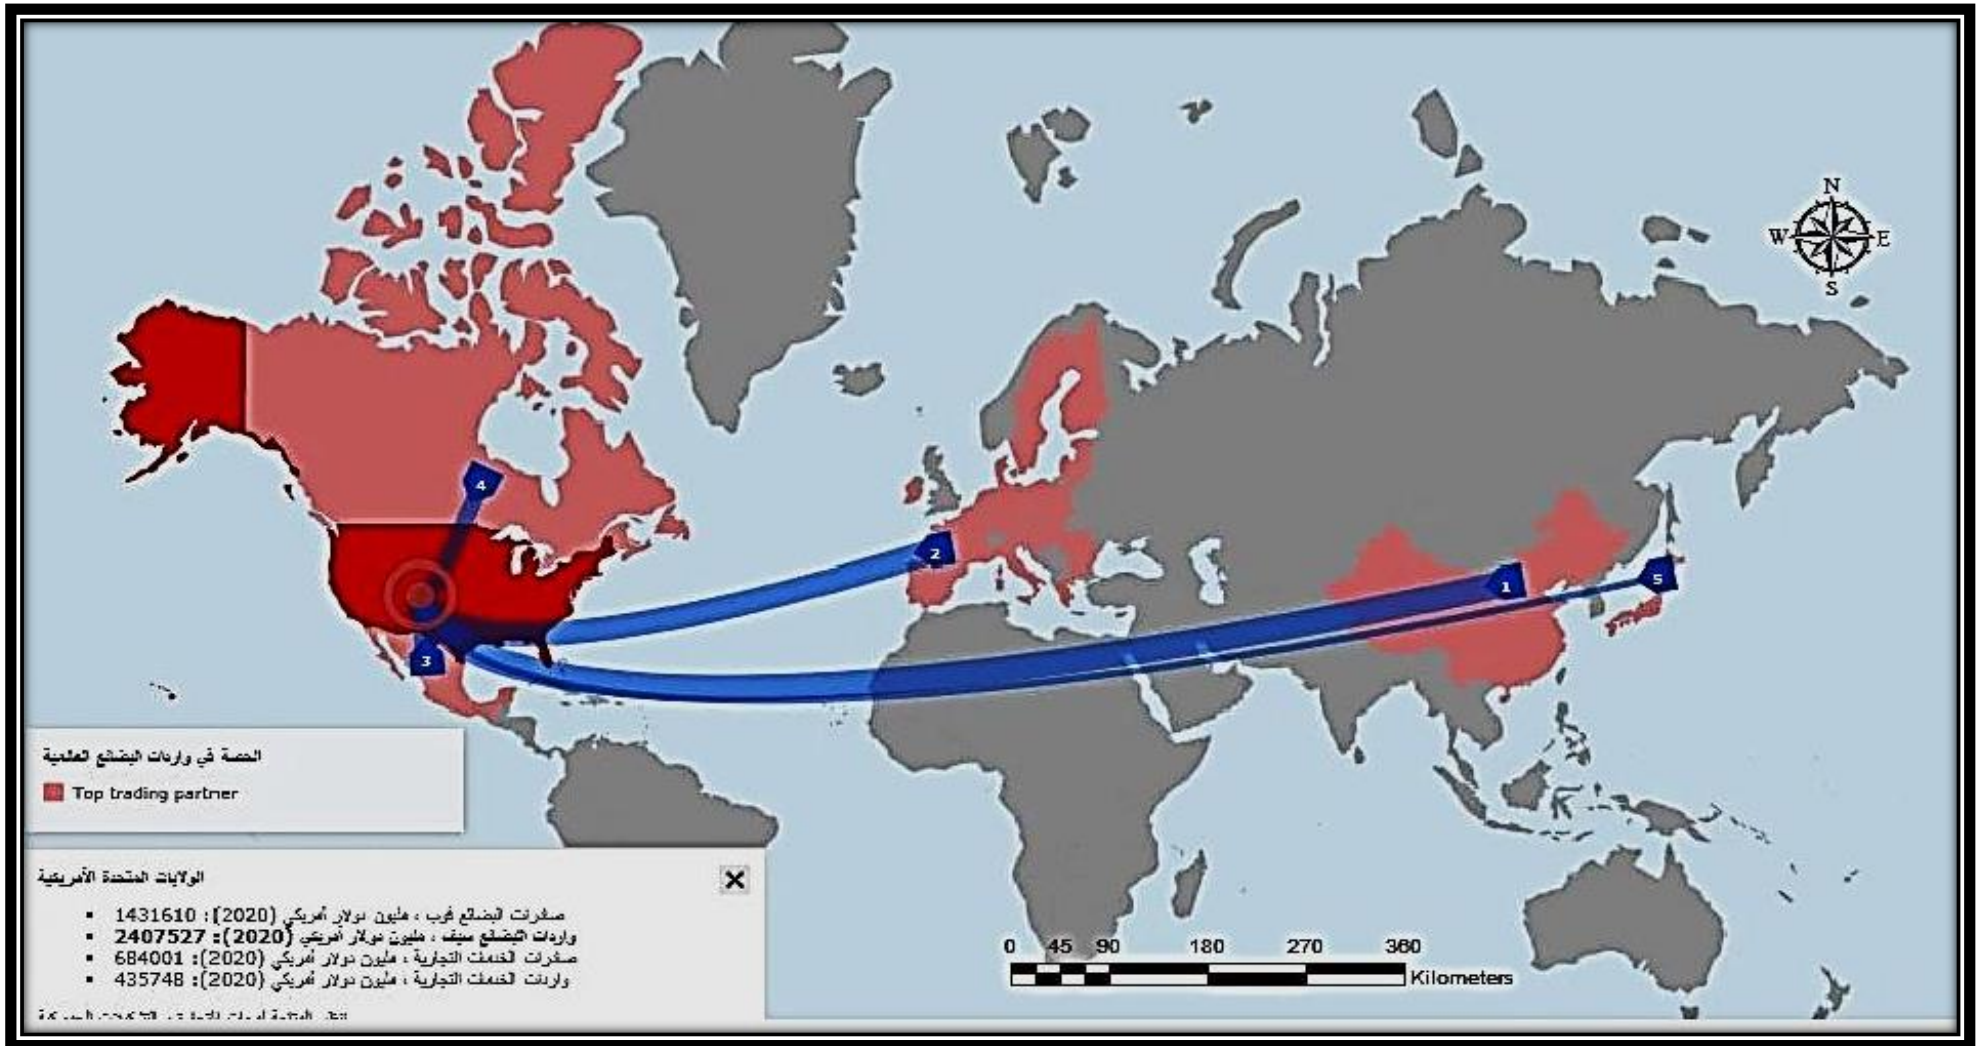 N
W E
S
4
2
1
5
3
الحصة في واردات البضائع العلمية
Top trading partner
الولايات المتحدة الأمريكية
صادرات البضائع فوب ، مليون دولار أمريكي (2020): 1431610
واردات البضائع سيف ، مليون دولار أمريكي (2020): 2407527
صادرات الخدمات التجارية ، مليون دولار أمريكي (2020): 684001
واردات الخدمات التجارية ، مليون دولار أمريكي (2020): 435748
0 45 90 180 270 360
Kilometers